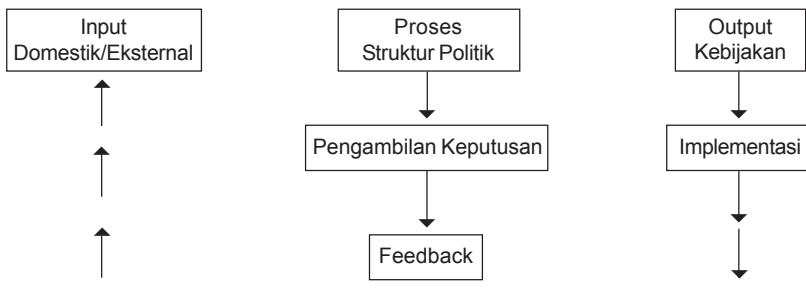 Input
Domestik/Eksternal
Proses
Struktur Politik
Output
Kebijakan
Pengambilan Keputusan
Implementasi
Feedback